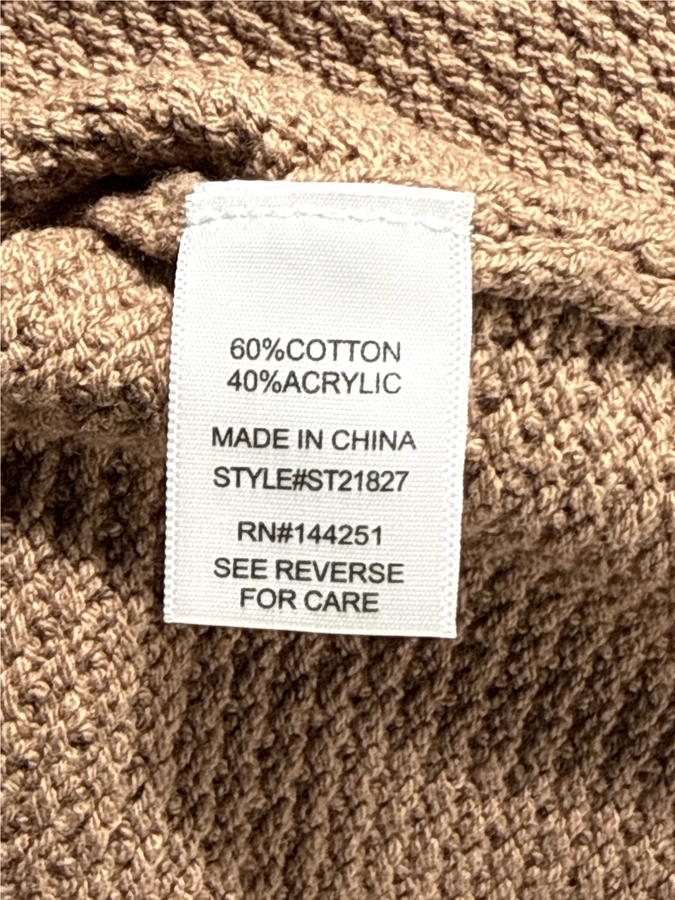 60%COTTON
40%ACRYLIC
MADE IN CHINA
STYLE#ST21827
RN#144251
SEE REVERSE
FOR CARE